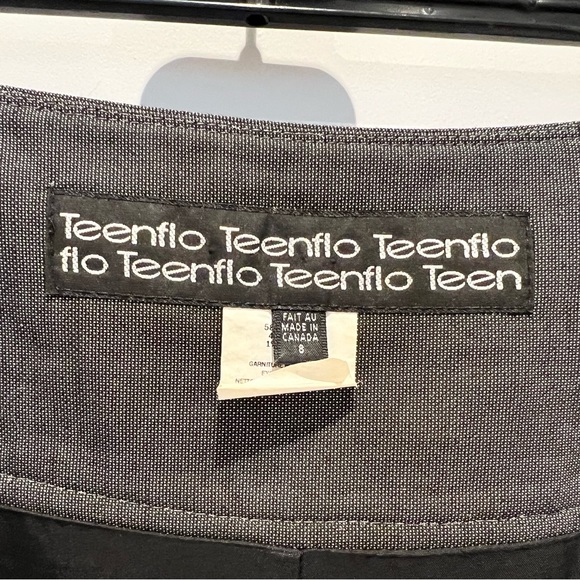 Teenflo Teenflo Teenflo
flo Teenflo Teenflo Teen
FAIT AU
MADE IN
CANADA
8